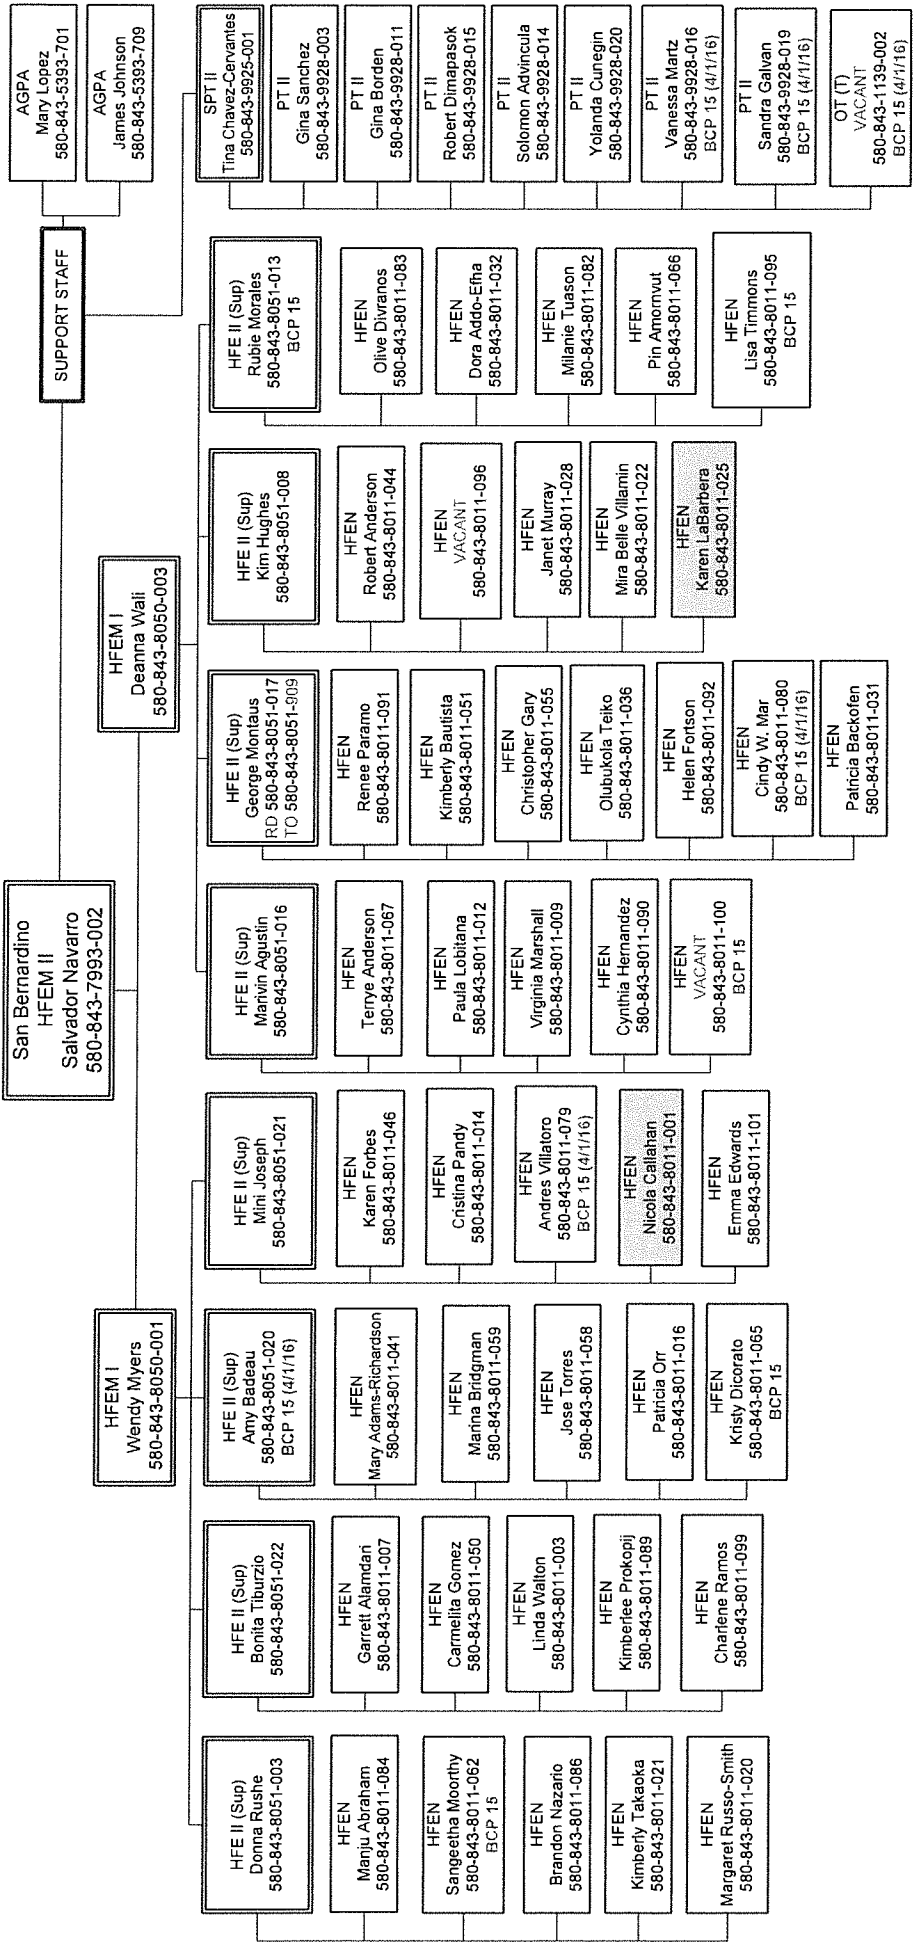 San Bernardino
HFEM II
Salvador Navarro
580-843-7993-002
HFEM I
Wendy Myers
580-843-8050-001
HFE II (Sup)
Donna Rushe
580-843-8051-003
HFEN
Manju Abraham
580-843-8011-084
HFEN
Sangeetha Moorthy
580-843-8011-062
BCP 15
HFEN
Brandon Nazario
580-843-8011-086
HFEN
Kimberly Takaoka
580-843-8011-021
HFEN
Margaret Russo-Smith
580-843-8011-020
HFE II (Sup)
Bonita Tiburzio
580-843-8051-022
HFEN
Garrett Alamdari
580-843-8011-007
HFEN
Carmelita Gomez
580-843-8011-050
HFEN
Linda Walton
580-843-8011-003
HFEN
Kimberlee Prokopij
580-843-8011-089
HFEN
Charlene Ramos
580-843-8011-099
HFE II (Sup)
Amy Badeau
580-843-8051-020
BCP 15 (4/1/16)
HFEN
Mary Adams-Richardson
580-843-8011-041
HFEN
Marina Bridgman
580-843-8011-059
HFEN
Jose Torres
580-843-8011-058
HFEN
Patricia Orr
580-843-8011-016
HFEN
Kristy Dicorato
580-843-8011-065
BCP 15
HFE II (Sup)
Mini Joseph
580-843-8051-021
HFEN
Karen Forbes
580-843-8011-046
HFEN
Cristina Pandy
580-843-8011-014
HFEN
Andres Villatoro
580-843-8011-079
BCP 15 (4/1/16)
HFEN
Nicola Callahan
580-843-8011-001
HFEN
Emma Edwards
580-843-8011-101
HFEM I
Deanna Wali
580-843-8050-003
HFE II (Sup)
Marivin Agustin
580-843-8051-016
HFEN
Terrye Anderson
580-843-8011-067
HFEN
Paula Lobitana
580-843-8011-012
HFEN
Virginia Marshall
580-843-8011-009
HFEN
Cynthia Hernandez
580-843-8011-090
HFEN
VACANT
580-843-8011-100
BCP 15
HFE II (Sup)
George Montaus
RD 580-843-8051-017
TO 580-843-8051-909
HFEN
Renee Paramo
580-843-8011-091
HFEN
Kimberly Bautista
580-843-8011-051
HFEN
Christopher Gary
580-843-8011-055
HFEN
Olubukola Teiko
580-843-8011-036
HFEN
Helen Fortson
580-843-8011-092
HFEN
Cindy W. Mar
580-843-8011-080
BCP 15 (4/1/16)
HFEN
Patricia Backofen
580-843-8011-031
HFE II (Sup)
Kim Hughes
580-843-8051-008
HFEN
Robert Anderson
580-843-8011-044
HFEN
VACANT
580-843-8011-096
HFEN
Janet Murray
580-843-8011-028
HFEN
Mira Belle Villamin
580-843-8011-022
HFEN
Karen LaBarbera
580-843-8011-025
HFE II (Sup)
Rubie Morales
580-843-8051-013
BCP 15
HFEN
Olive Divranos
580-843-8011-083
HFEN
Dora Addo-Efha
580-843-8011-032
HFEN
Milanie Tuason
580-843-8011-082
HFEN
Pin Amornvut
580-843-8011-066
HFEN
Lisa Timmons
580-843-8011-095
BCP 15
SUPPORT STAFF
AGPA
Mary Lopez
580-843-5393-701
AGPA
James Johnson
580-843-5393-709
SPT II
Tina Chavez-Cervantes
580-843-9925-001
PT II
Gina Sanchez
580-843-9928-003
PT II
Gina Borden
580-843-9928-011
PT II
Robert Dimapasok
580-843-9928-015
PT II
Solomon Advincula
580-843-9928-014
PT II
Yolanda Cunegin
580-843-9928-020
PT II
Vanessa Martz
580-843-9928-016
BCP 15 (4/1/16)
PT II
Sandra Galvan
580-843-9928-019
BCP 15 (4/1/16)
OT (T)
VACANT
580-843-1139-002
BCP 15 (4/1/16)